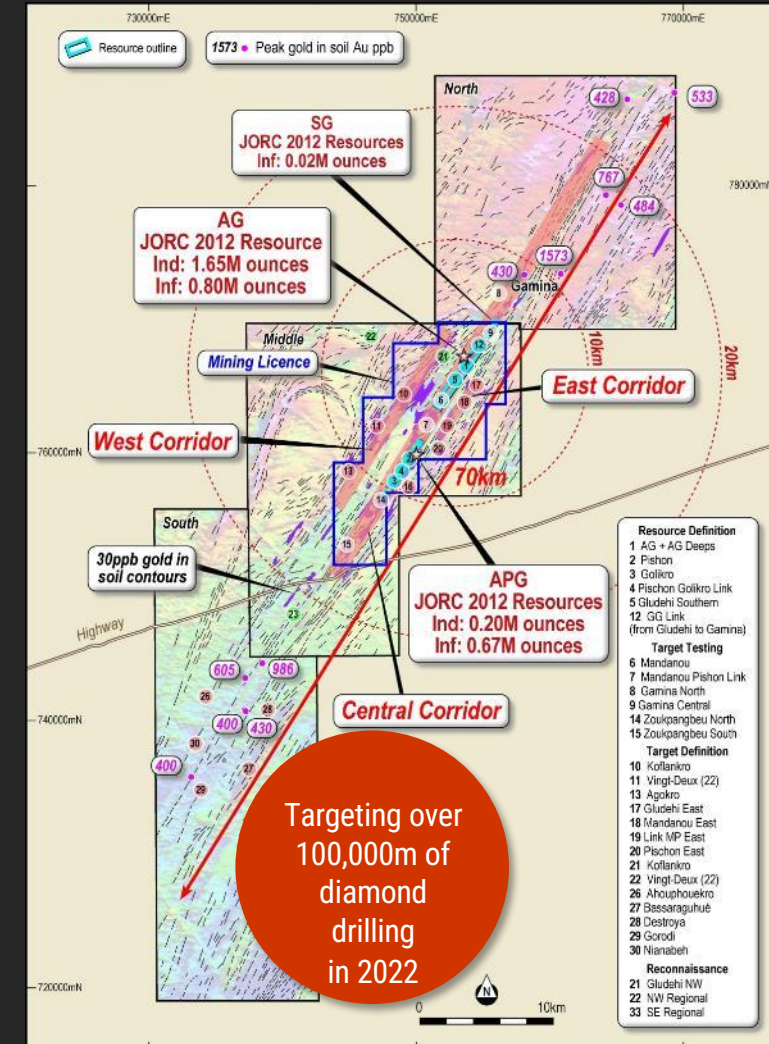 730000mE
750000mE
770000mE
Resource outline
1573 Peak gold in soil Au ppb
North
428
533
SG
JORC 2012 Resources
Inf: 0.02M ounces
767
484
780000mN
AG
JORC 2012 Resource
Ind: 1.65M ounces
Inf: 0.80M ounces
430
1573
8
Gamina
Middle
22
9
12
21
1
10km
20km
Mining Licence
5
17
10
6
18
East Corridor
West Corridor
11
7
19
20
760000mN
13
2
4
3
16
70km
14
South
15
30ppb gold in
soil contours
APG
JORC 2012 Resources
Ind: 0.20M ounces
Inf: 0.67M ounces
23
Highway
605
986
26
28
400
430
Central Corridor
740000mN
30
400
27
29
Targeting over
100,000m of
diamond
drilling
in 2022
720000mN
N
0
10km
Resource Definition
1 AG + AG Deeps
2 Pishon
3 Golikro
4 Pischon Golikro Link
5 Gludehi Southern
12 GG Link
(from Gludehi to Gamina)
Target Testing
6 Mandanou
7 Mandanou Pishon Link
8 Gamina North
9 Gamina Central
14 Zoukpangbeu North
15 Zoukpangbeu South
Target Definition
10 Koflankro
11 Vingt-Deux (22)
13 Agokro
17 Gludehi East
18 Mandanou East
19 Link MP East
20 Pischon East
21 Koflankro
22 Vingt-Deux (22)
26 Ahouphouekro
27 Bassaraguhuè
28 Destroya
29 Gorodi
30 Nianabeh
Reconnaissance
21 Gludehi NW
22 NW Regional
33 SE Regional